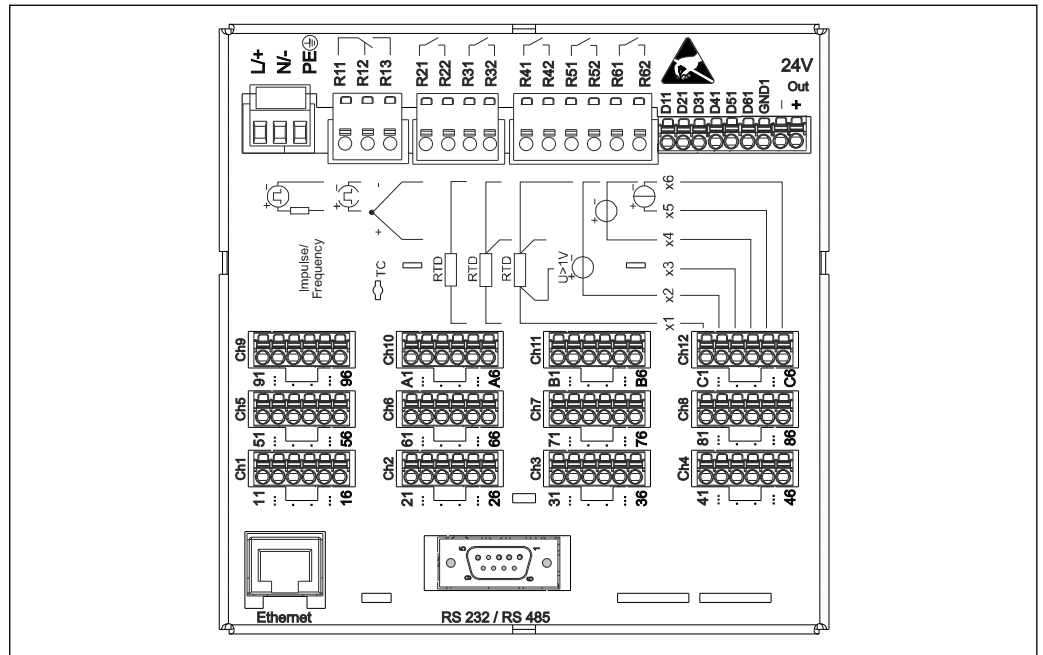 L/+ N/- PE R11 R12 R13 R21 R22 R31 R32 R41 R42 R51 R52 R61 R62 D11 D21 D31 D41 D51 D61 GND1 - +
24V
Out
+ - + - - +
Impulse/
Frequency
TC
RTD RTD RTD
U>1V
+ - + - + -
x6
x5
x4
x3
x2
x1
Ch9 Ch10 Ch11 Ch12
91 ... . . ... 96 A1 ... . . ... A6 B1 ... . . ... B6 C1 ... . . ... C6
Ch5 Ch6 Ch7 Ch8
51 ... . . ... 56 61 ... . . ... 66 71 ... . . ... 76 81 ... . . ... 86
Ch1 Ch2 Ch3 Ch4
11 ... . . ... 16 21 ... . . ... 26 31 ... . . ... 36 41 ... . . ... 46
5 1
9 6
Ethernet RS 232 / RS 485